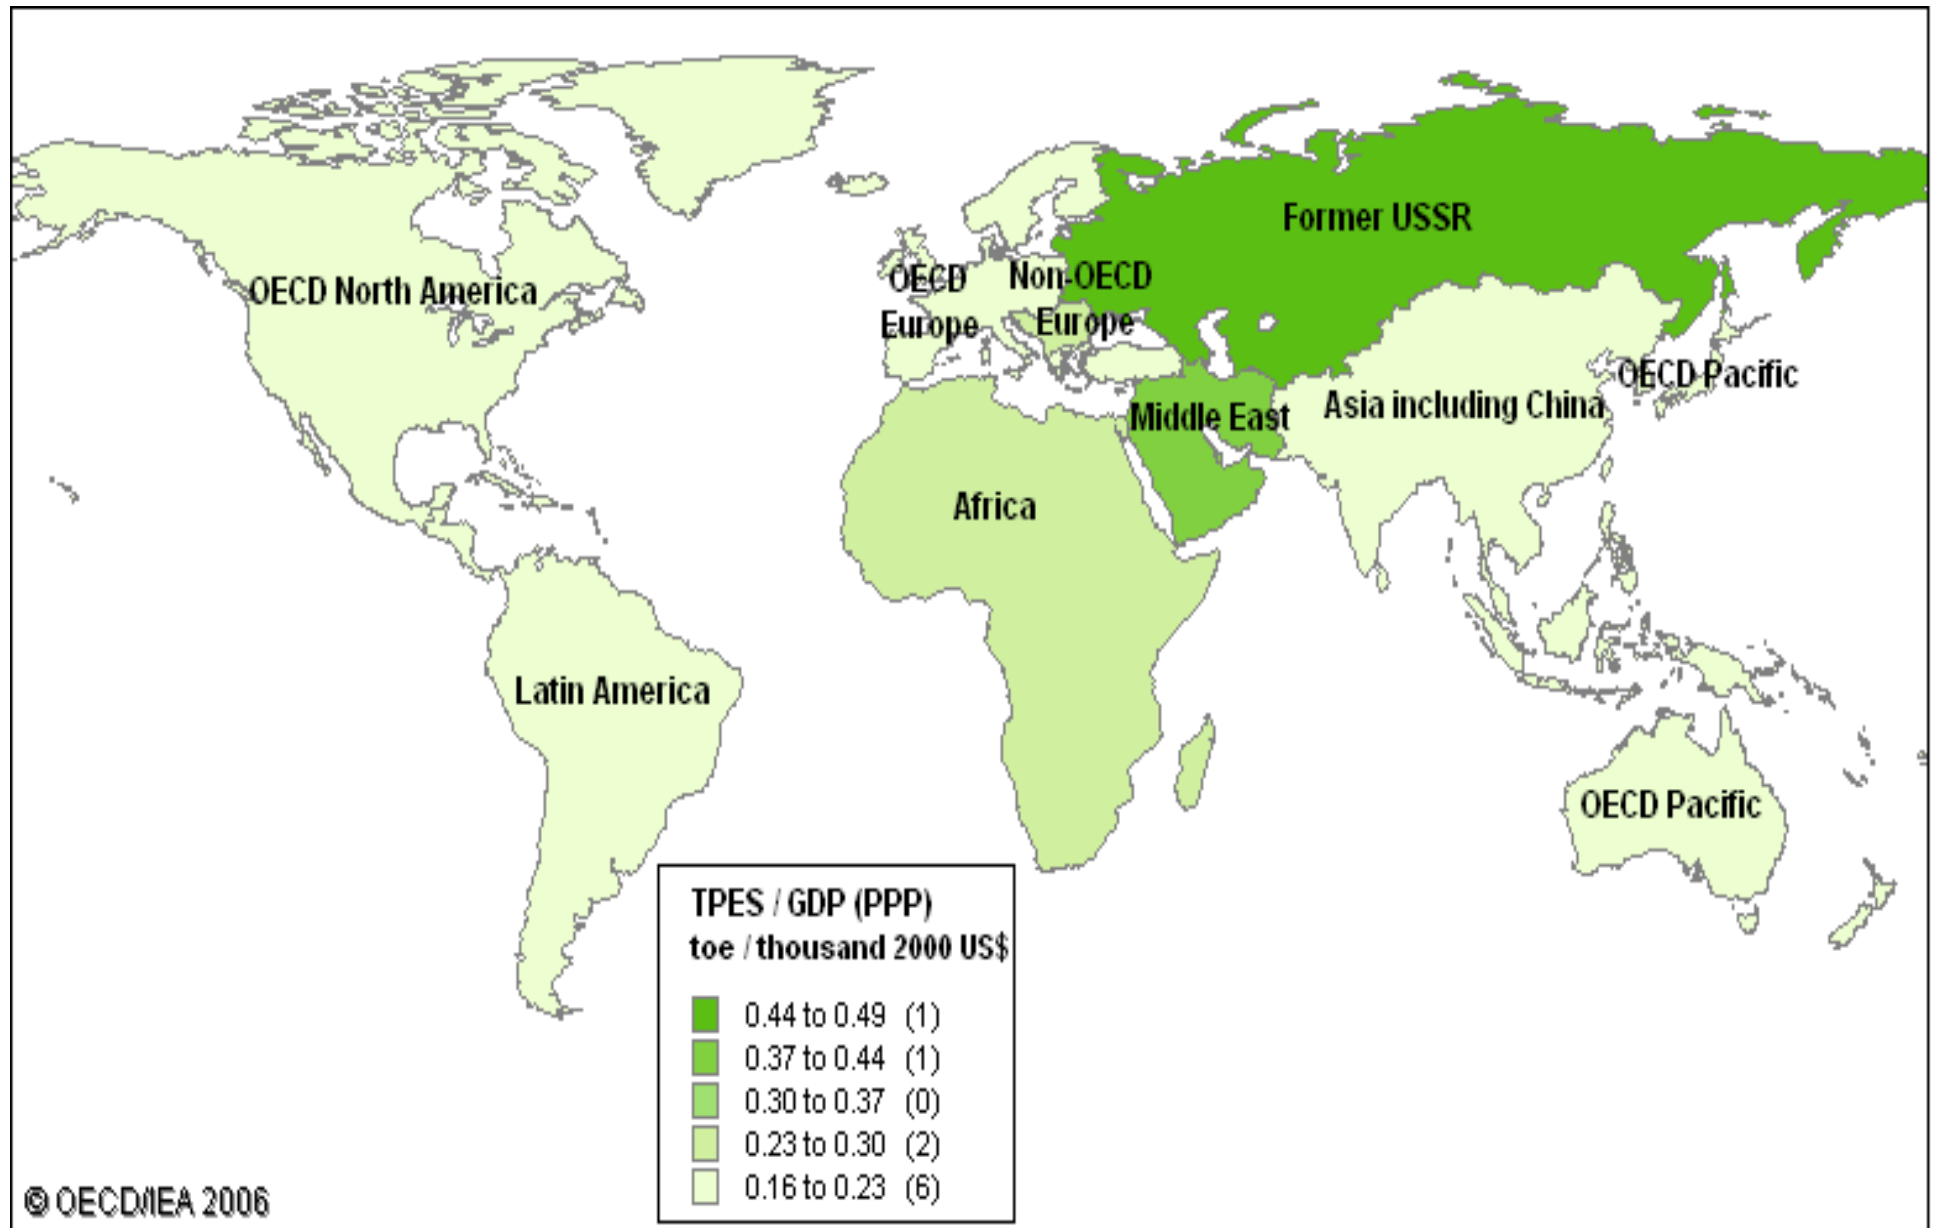 Former USSR
OECD North America
OECD
Europe
Non-OECD
Europe
OECD Pacific
Asia including China
Middle East
Africa
Latin America
OECD Pacific
TPES / GDP (PPP)
toe / thousand 2000 US$
0.44 to 0.49 (1)
0.37 to 0.44 (1)
0.30 to 0.37 (0)
0.23 to 0.30 (2)
0.16 to 0.23 (6)
© OECD/IEA 2006